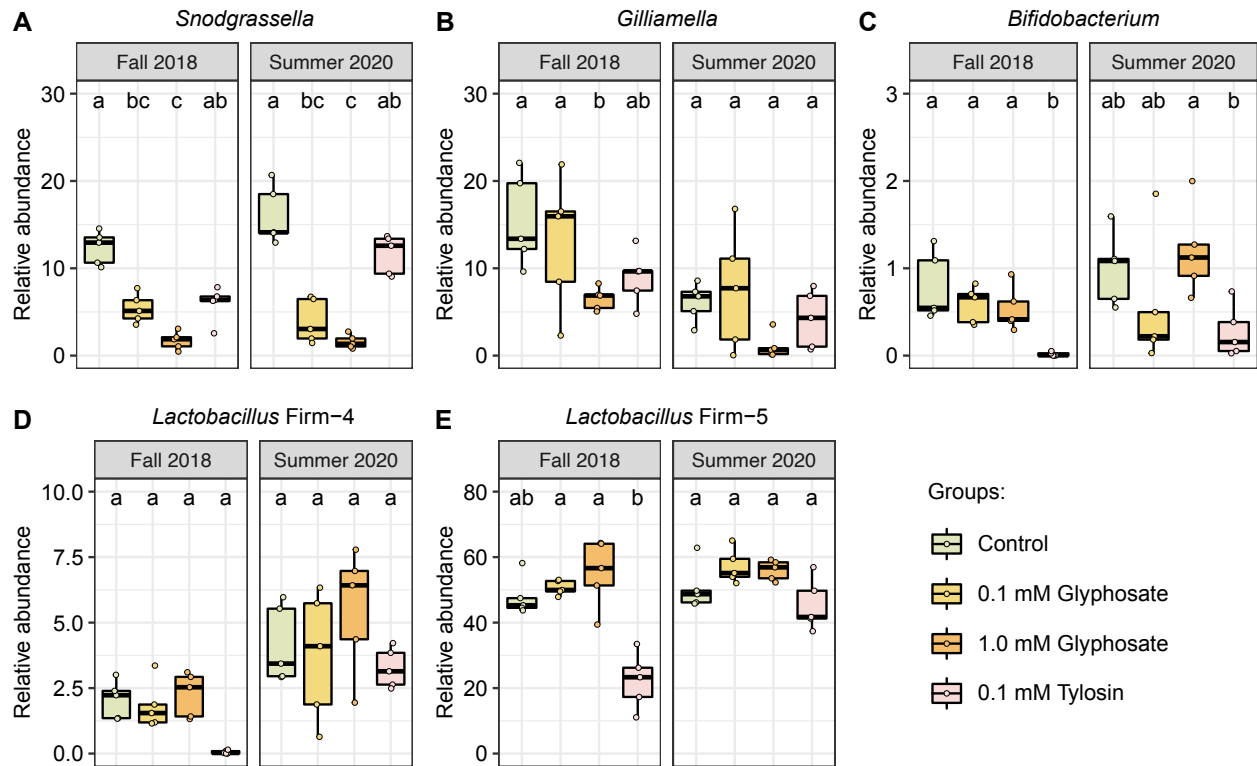 A Snodgrassella
Fall 2018 Summer 2020
Relative abundance
30
20
10
0
a bc c ab
a bc c ab
B Gilliamella
Fall 2018 Summer 2020
Relative abundance
30
20
10
0
a a b ab
a a a a
C Bifidobacterium
Fall 2018 Summer 2020
Relative abundance
3
2
1
0
a a a b
ab ab a b
D Lactobacillus Firm−4
Fall 2018 Summer 2020
Relative abundance
10.0
7.5
5.0
2.5
0.0
a a a a
a a a a
E Lactobacillus Firm−5
Fall 2018 Summer 2020
Relative abundance
80
60
40
20
0
ab a a b
a a a a
Groups:
Control
0.1 mM Glyphosate
1.0 mM Glyphosate
0.1 mM Tylosin